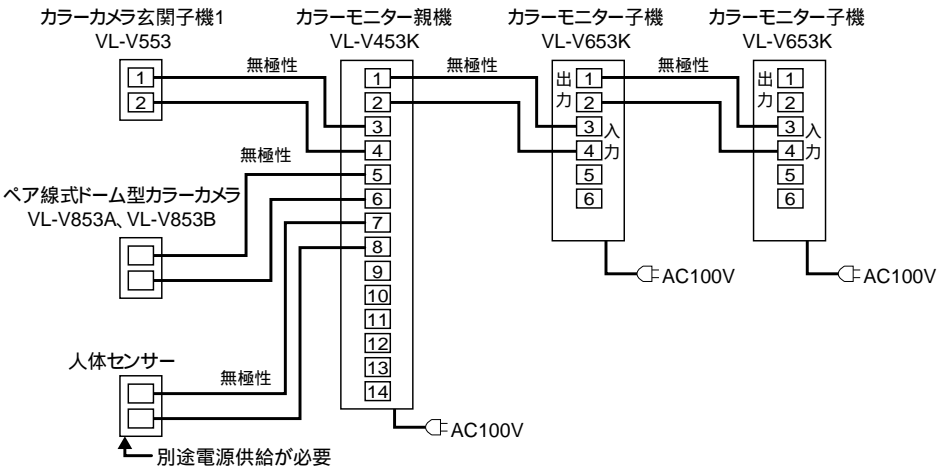 カラーカメラ玄関子機1
VL-V553
1
2
無極性
ペア線式ドーム型カラーカメラ
VL-V853A、VL-V853B
無極性
人体センサー
無極性
別途電源供給が必要
カラーモニター親機
VL-V453K
1
2
3
4
5
6
7
8
9
10
11
12
13
14
AC100V
無極性
カラーモニター子機
VL-V653K
出力
1
2
3
4
入力
5
6
AC100V
無極性
カラーモニター子機
VL-V653K
出力
1
2
3
4
入力
5
6
AC100V